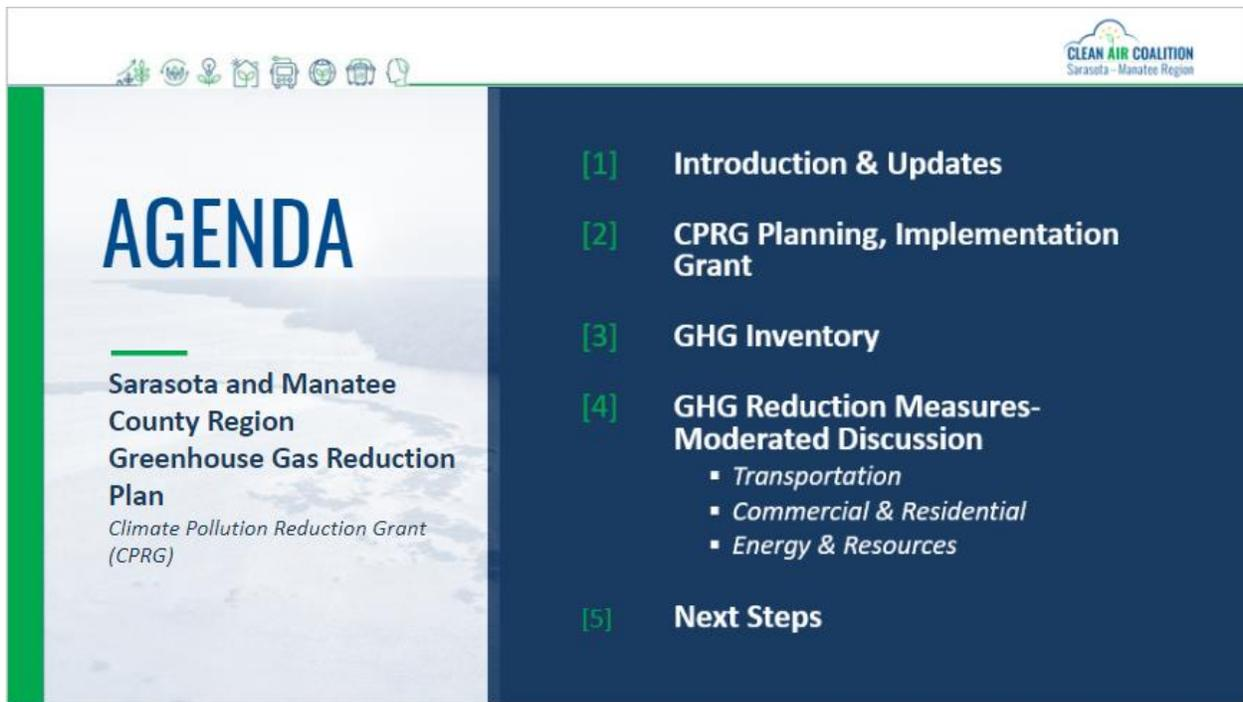 CLEAN AIR COALITION
Sarasota - Manatee Region
AGENDA
Sarasota and Manatee
County Region
Greenhouse Gas Reduction
Plan
Climate Pollution Reduction Grant
(CPRG)
[1] Introduction & Updates
[2] CPRG Planning, Implementation
Grant
[3] GHG Inventory
[4] GHG Reduction Measures-
Moderated Discussion
▪ Transportation
▪ Commercial & Residential
▪ Energy & Resources
[5] Next Steps